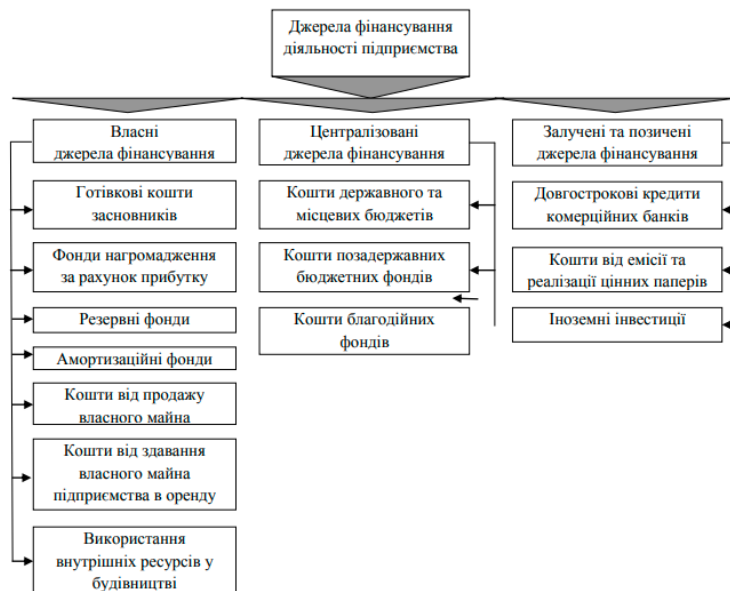 Джерела фінансування
діяльності підприємства
Власні
джерела фінансування
Готівкові кошти
засновників
Фонди нагромадження
за рахунок прибутку
Резервні фонди
Амортизаційні фонди
Кошти від продажу
власного майна
Кошти від здавання
власного майна
підприємства в оренду
Використання
внутрішніх ресурсів у
будівництві
Централізовані
джерела фінансування
Кошти державного та
місцевих бюджетів
Кошти позадержавних
бюджетних фондів
Кошти благодійних
фондів
Залучені та позичені
джерела фінансування
Довгострокові кредити
комерційних банків
Кошти від емісії та
реалізації цінних паперів
Іноземні інвестиції